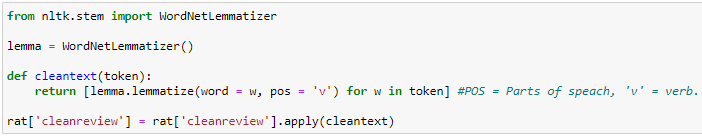 from nltk.stem import WordNetLemmatizer
lemma = WordNetLemmatizer()
def cleantext(token):
    return [lemma.lemmatize(word = w, pos = 'v') for w in token] #POS = Parts of speach, 'v' = verb.
rat['cleanreview'] = rat['cleanreview'].apply(cleantext)